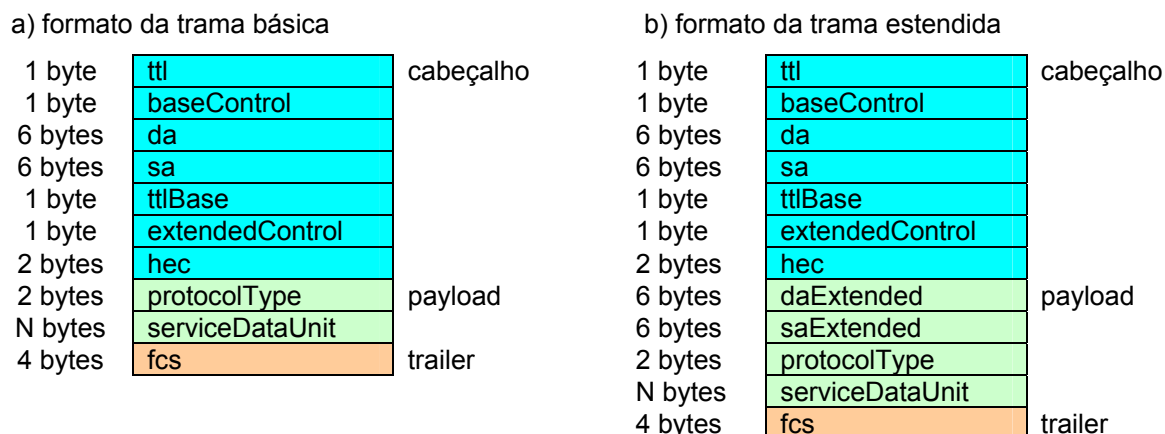 a) formato da trama básica
1 byte ttl cabeçalho
1 byte baseControl
6 bytes da
6 bytes sa
1 byte ttlBase
1 byte extendedControl
2 bytes hec
2 bytes protocolType payload
N bytes serviceDataUnit
4 bytes fcs trailer
b) formato da trama estendida
1 byte ttl cabeçalho
1 byte baseControl
6 bytes da
6 bytes sa
1 byte ttlBase
1 byte extendedControl
2 bytes hec
6 bytes daExtended payload
6 bytes saExtended
2 bytes protocolType
N bytes serviceDataUnit
4 bytes fcs trailer